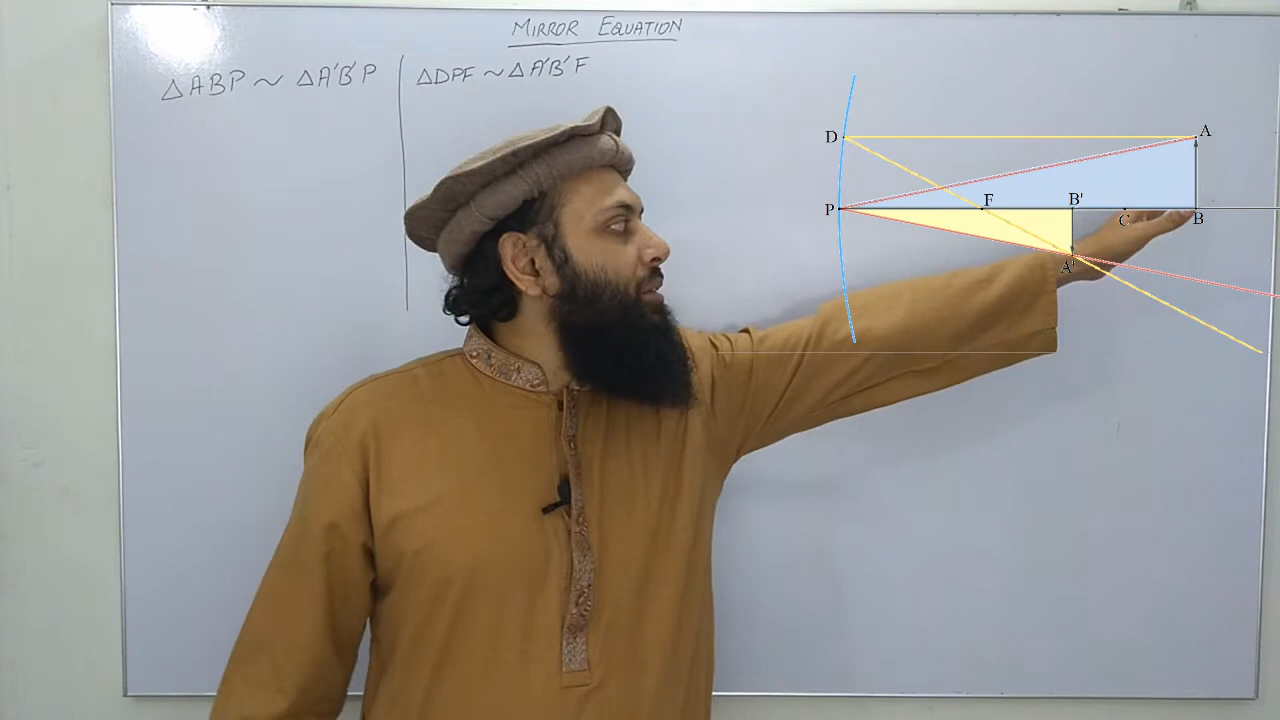 MIRROR EQUATION
△ABP ~ △A'B'P
△DPF ~ △A'B'F
D
A
P
F
B'
C
B
A'